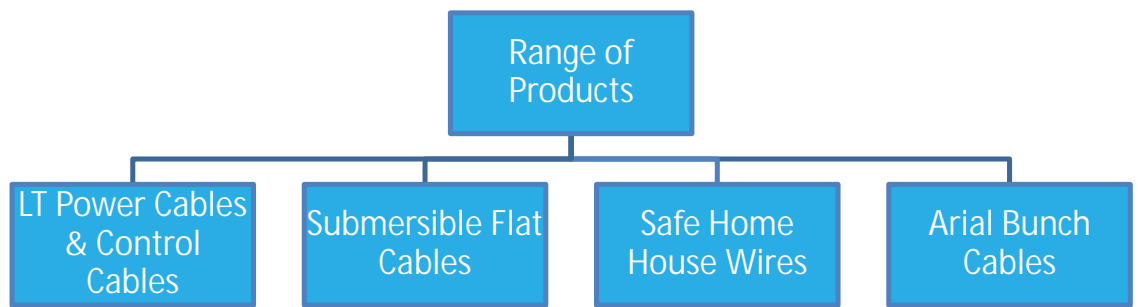 Range of
Products
LT Power Cables
& Control
Cables
Submersible Flat
Cables
Safe Home
House Wires
Arial Bunch
Cables